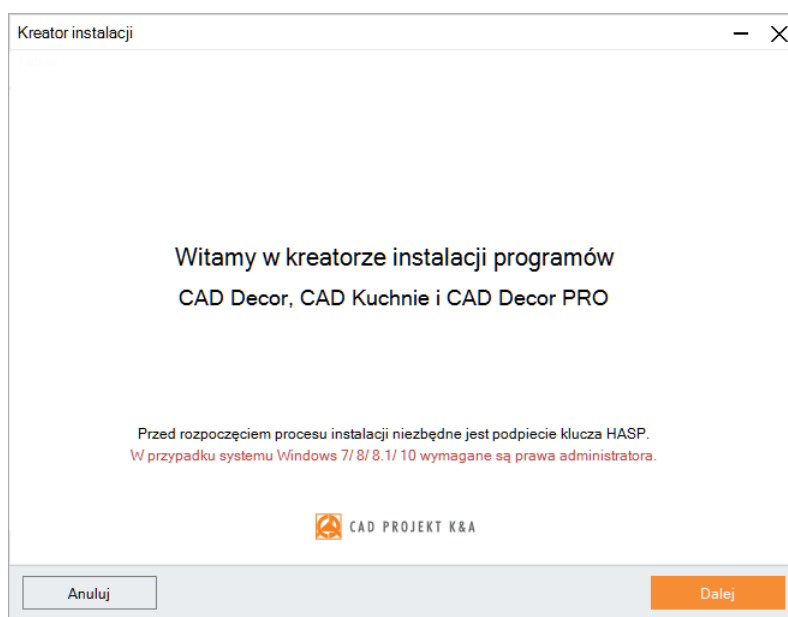 Kreator instalacji
Witamy w kreatorze instalacji programów
CAD Decor, CAD Kuchnie i CAD Decor PRO
Przed rozpoczęciem procesu instalacji niezbędne jest podpiecie klucza HASP.
W przypadku systemu Windows 7/ 8/ 8.1/ 10 wymagane są prawa administratora.
CAD PROJEKT K&A
Anuluj
Dalej